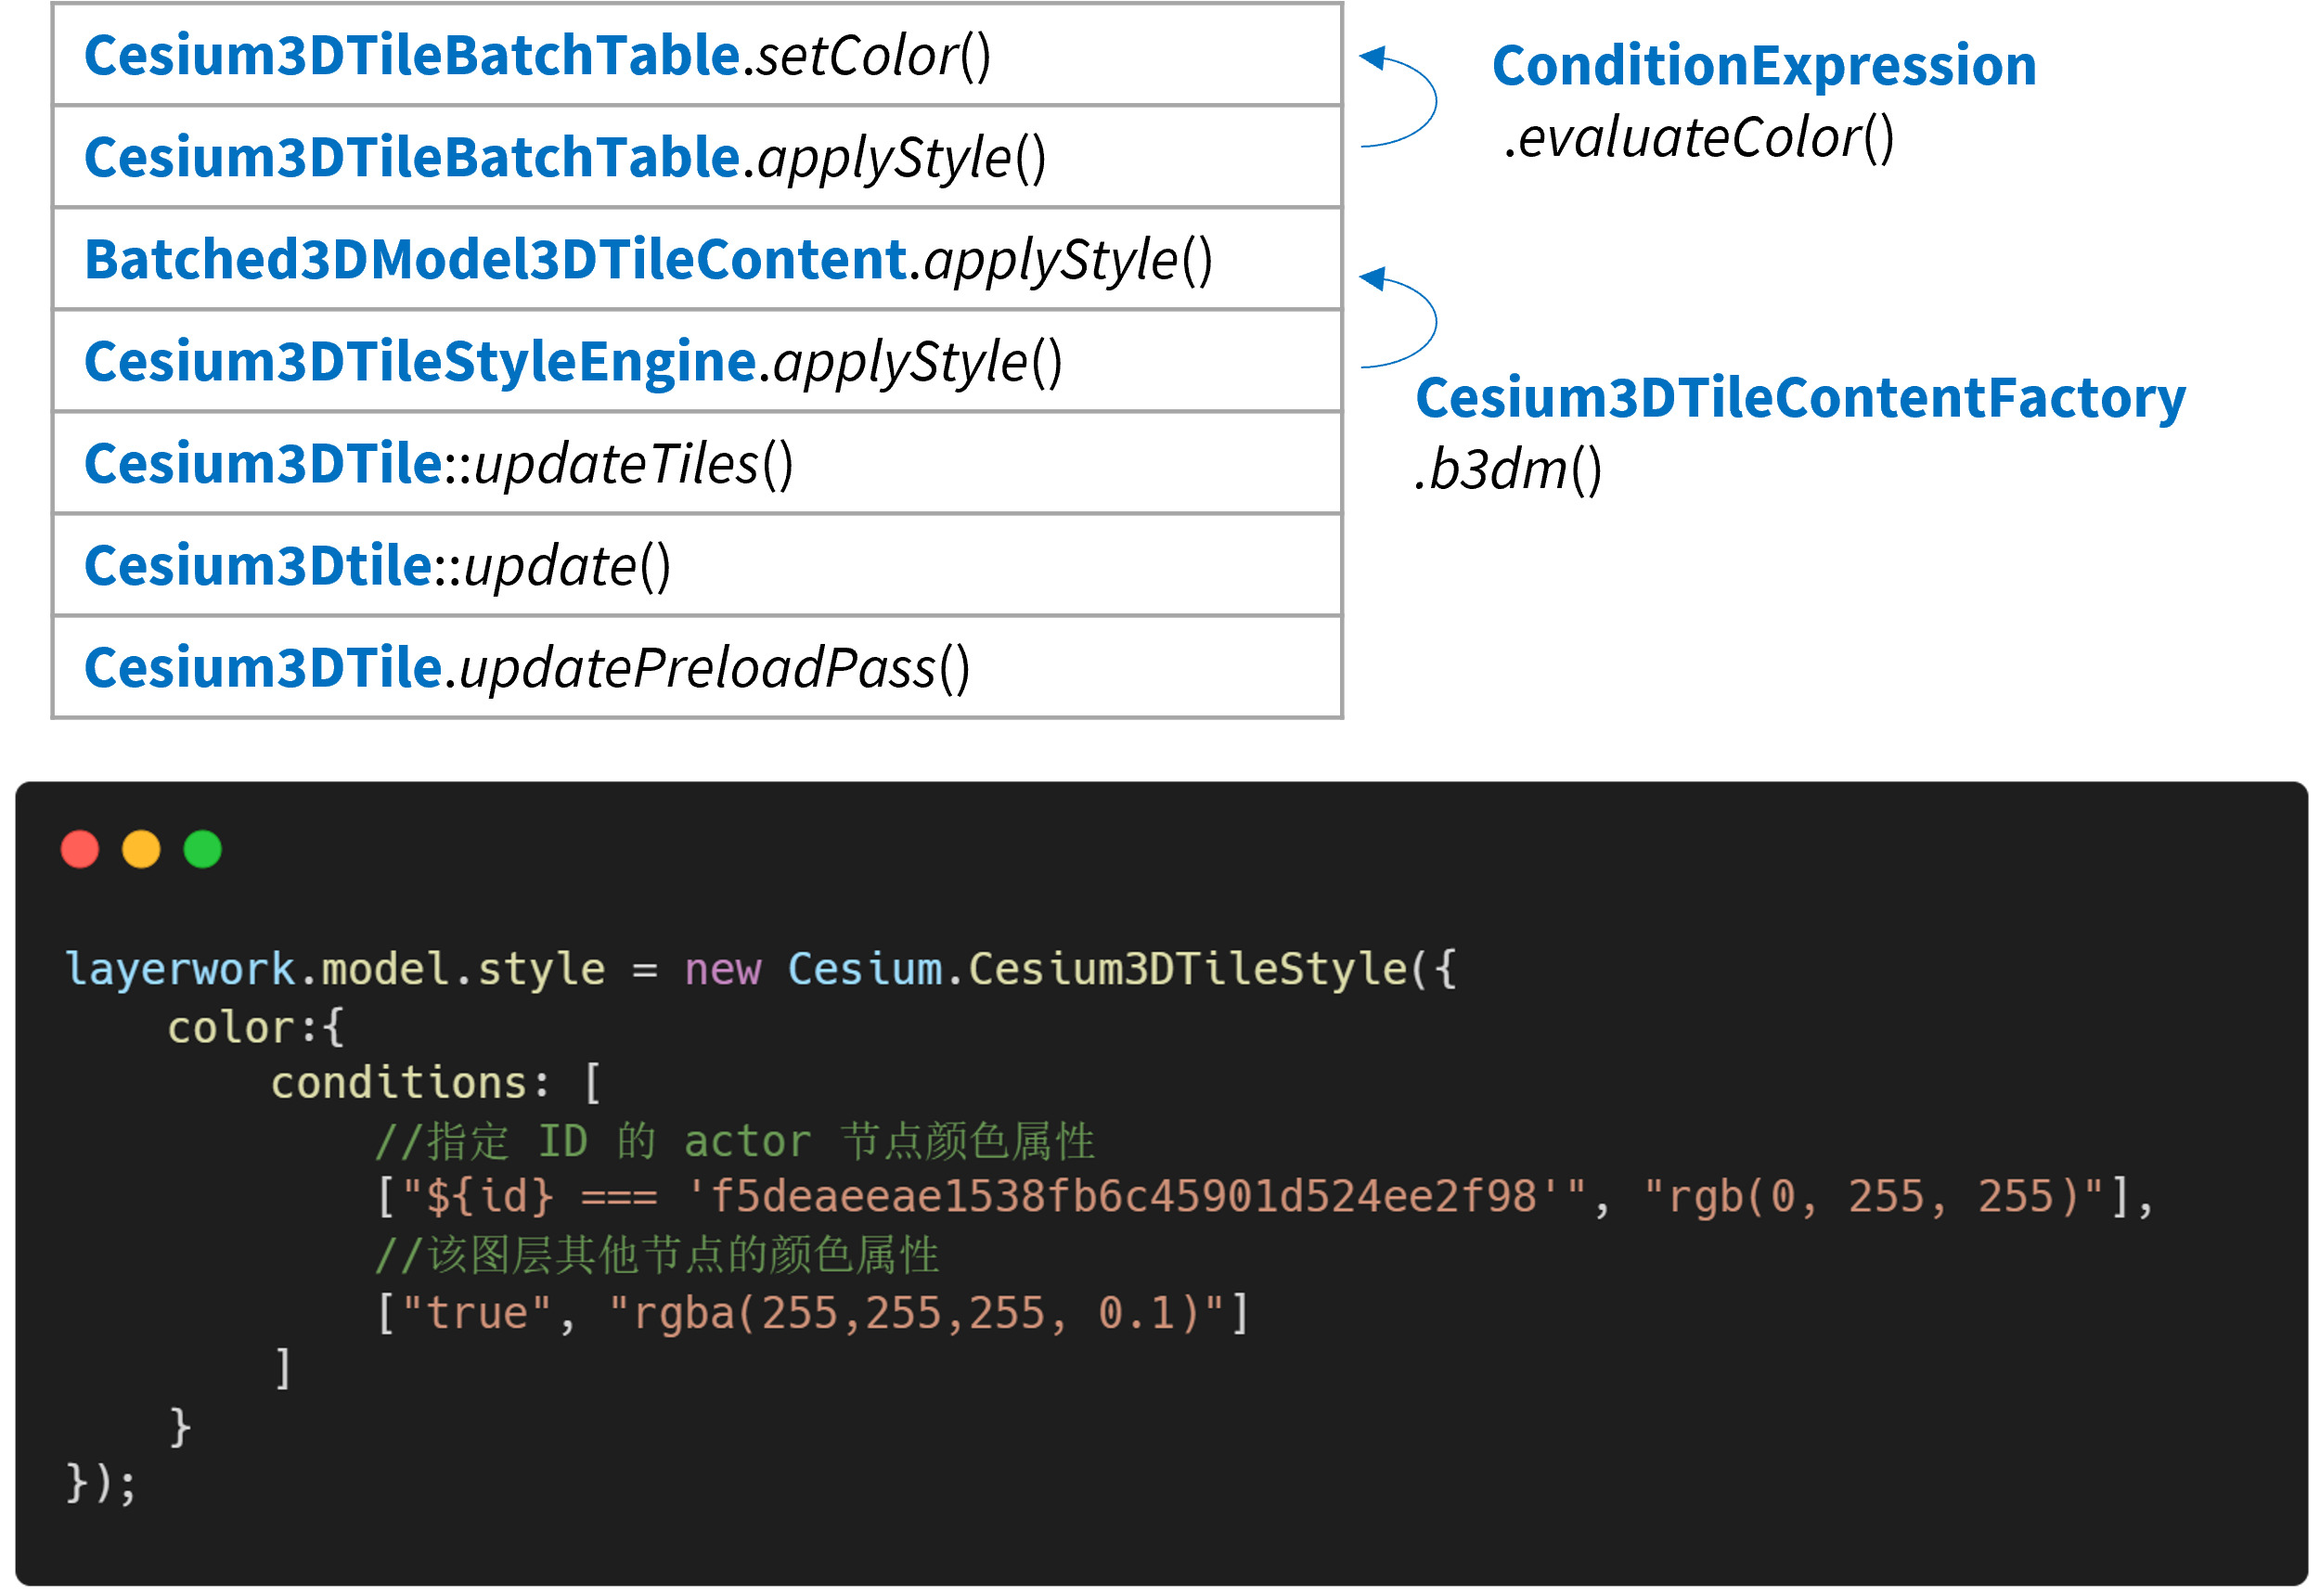 Cesium3DTileBatchTable.setColor()
Cesium3DTileBatchTable.applyStyle()
Batched3DModel3DTileContent.applyStyle()
Cesium3DTileStyleEngine.applyStyle()
Cesium3DTile::updateTiles()
Cesium3Dtile::update()
Cesium3DTile.updatePreloadPass()
ConditionExpression
.evaluateColor()
Cesium3DTileContentFactory
.b3dm()
layerwork.model.style = new Cesium.Cesium3DTileStyle({
    color:{
        conditions: [
            //指定 ID 的 actor 节点颜色属性
            ["${id} === 'f5deaeeae1538fb6c45901d524ee2f98'", "rgb(0, 255, 255)"],
            //该图层其他节点的颜色属性
            ["true", "rgba(255,255,255, 0.1)"]
        ]
    }
});